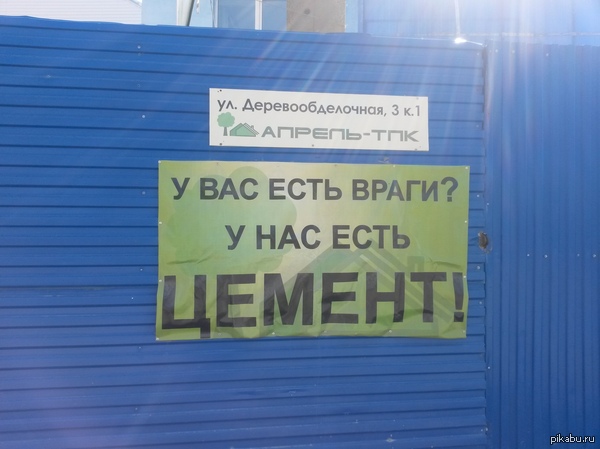 ул. Деревообделочная, 3 к.1
АПРЕЛЬ-ТПК
У ВАС ЕСТЬ ВРАГИ?
У НАС ЕСТЬ
ЦЕМЕНТ!
pikabu.ru